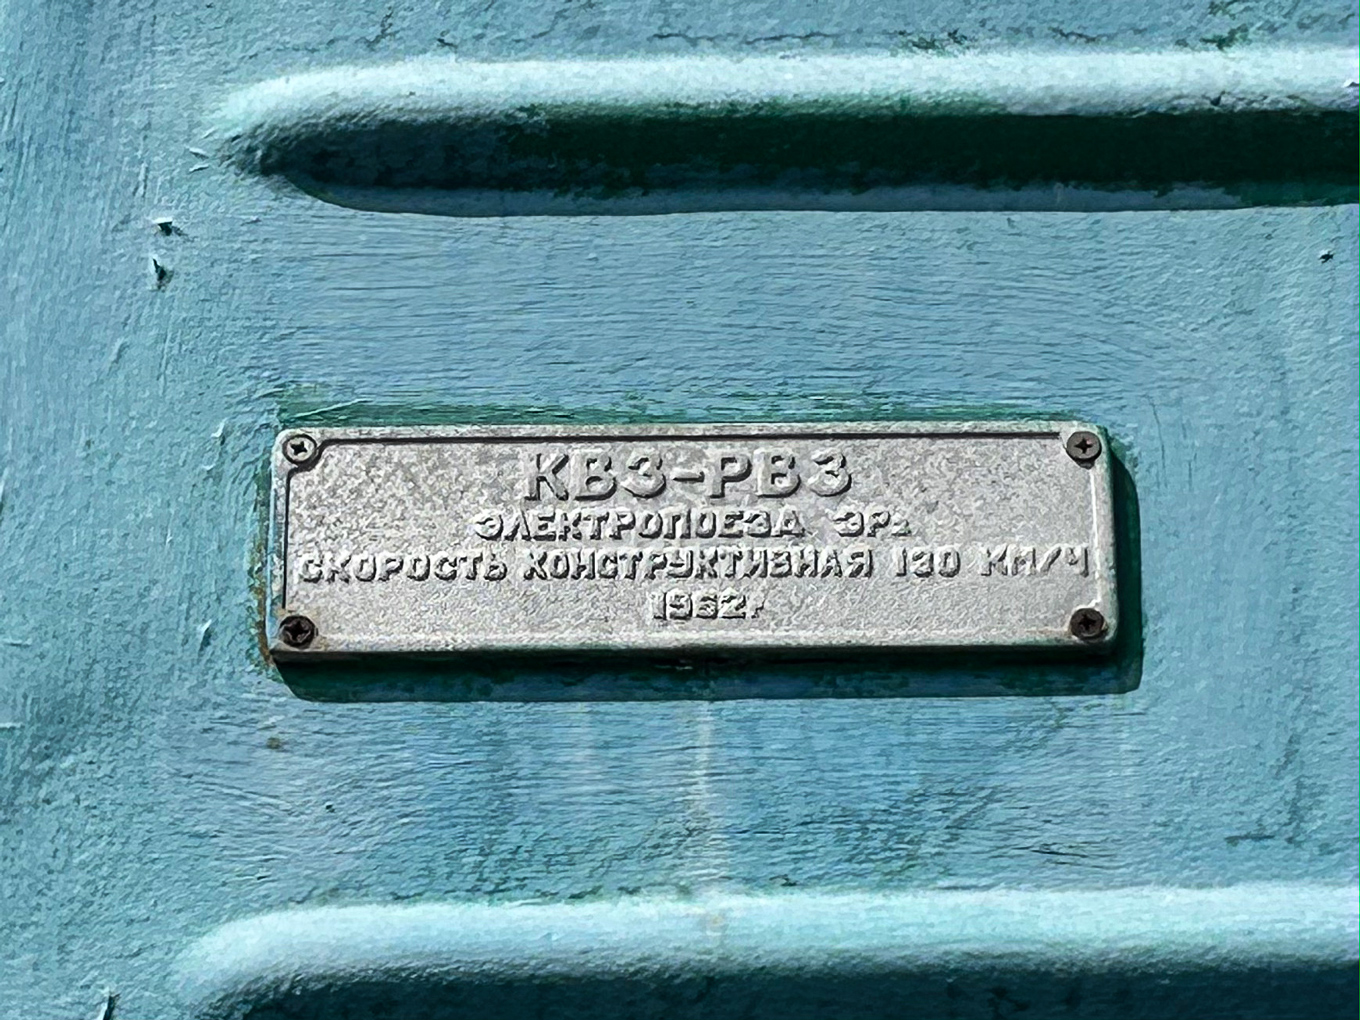 КВЗ-РВЗ
ЭЛЕКТРОПОЕЗД ЭР2
СКОРОСТЬ КОНСТРУКТИВНАЯ 130 КМ/Ч
1962г